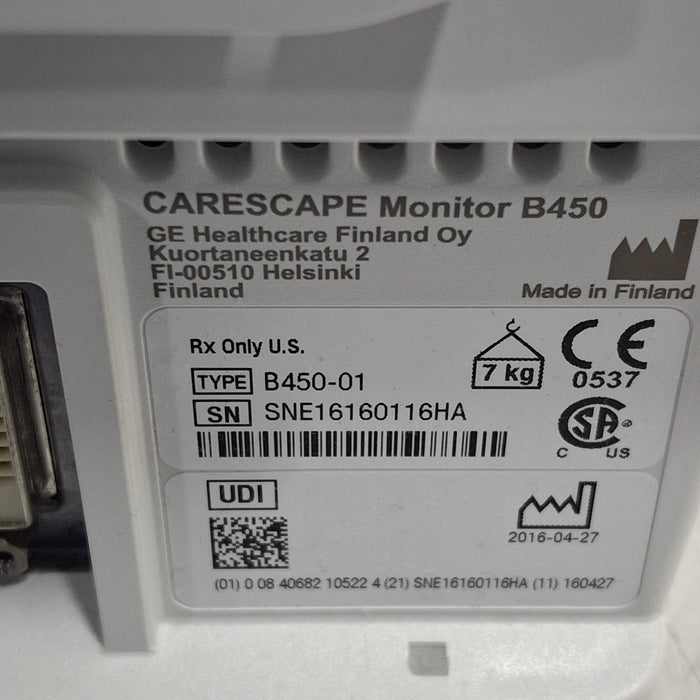 CARESCAPE Monitor B450
GE Healthcare Finland Oy
Kuortaneenkatu 2
FI-00510 Helsinki
Finland
Made in Finland
Rx Only U.S.
TYPE B450-01
7 kg
CE
0537
SN SNE16160116HA
SA ®
C US
UDI
2016-04-27
(01) 0 08 40682 10522 4 (21) SNE16160116HA (11) 160427